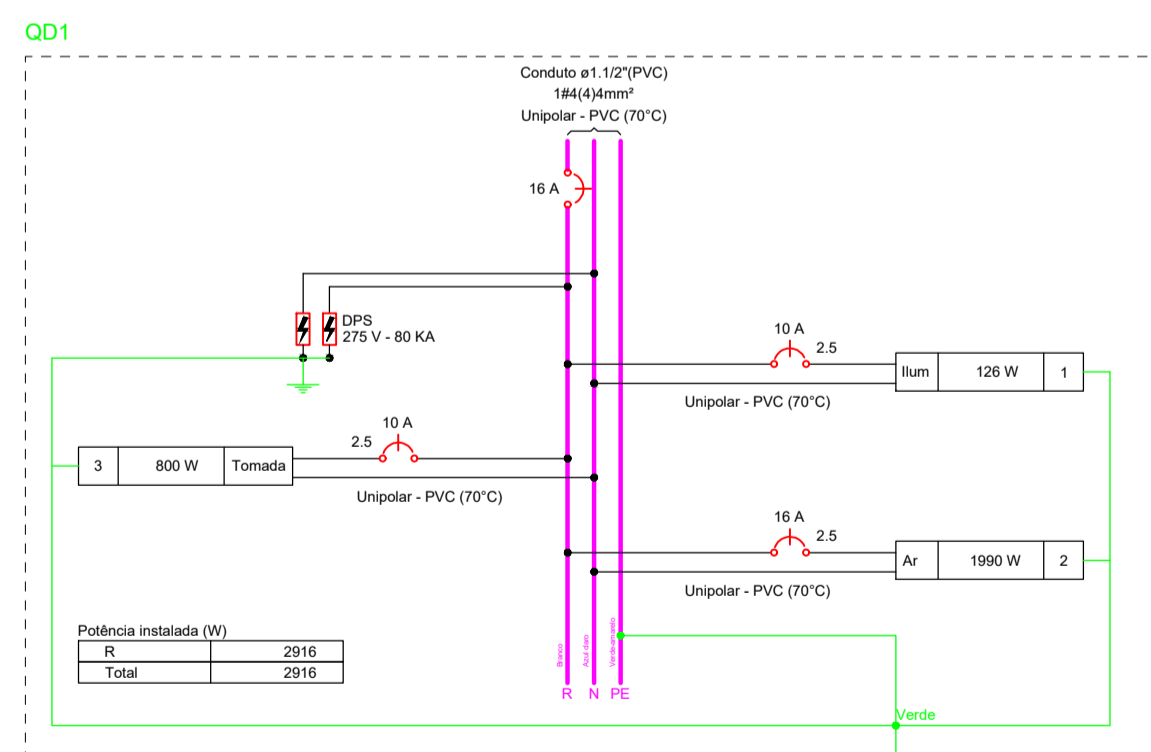 QD1
Conduto ø1.1/2"(PVC)
1#4(4)4mm²
Unipolar - PVC (70°C)
16 A
DPS
275 V - 80 KA
10 A
2.5
Ilum 126 W 1
Unipolar - PVC (70°C)
10 A
2.5
3 800 W Tomada
Unipolar - PVC (70°C)
16 A
2.5
Ar 1990 W 2
Unipolar - PVC (70°C)
Potência instalada (W)
R 2916
Total 2916
Branco
Azul claro
Verde-amarelo
R N PE
Verde